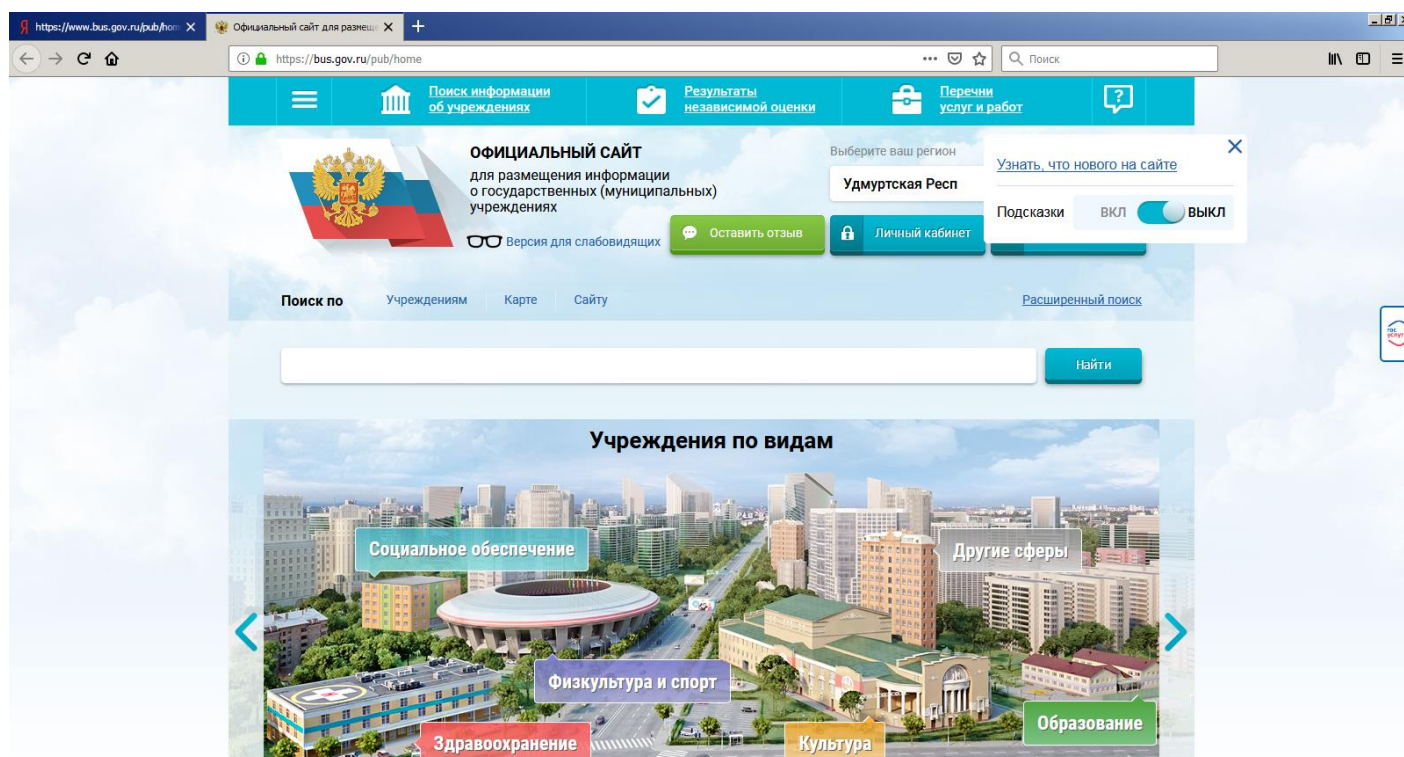 https://www.bus.gov.ru/pub/hom
Официальный сайт для размеще
https://bus.gov.ru/pub/home
Поиск
Поиск информации
об учреждениях
Результаты
независимой оценки
Перечни
услуг и работ
ОФИЦИАЛЬНЫЙ САЙТ
для размещения информации
о государственных (муниципальных)
учреждениях
Версия для слабовидящих
Оставить отзыв
Выберите ваш регион
Удмуртская Респ
Личный кабинет
Узнать, что нового на сайте
Подсказки ВКЛ ВЫКЛ
Поиск по Учреждениям Карте Сайту Расширенный поиск
Найти
гос
услуг
Учреждения по видам
Социальное обеспечение
Другие сферы
Физкультура и спорт
Образование
Здравоохранение
Культура